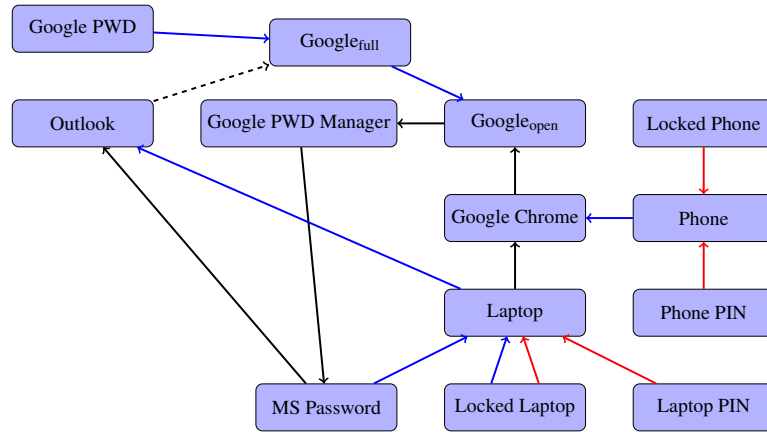 Google PWD
Google_full
Outlook
Google PWD Manager
Google_open
Locked Phone
Google Chrome
Phone
Laptop
Phone PIN
MS Password
Locked Laptop
Laptop PIN